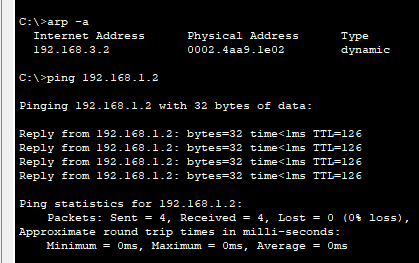 C:\>arp -a
  Internet Address      Physical Address      Type
  192.168.3.2           0002.4aa9.1e02        dynamic
C:\>ping 192.168.1.2
Pinging 192.168.1.2 with 32 bytes of data:
Reply from 192.168.1.2: bytes=32 time<1ms TTL=126
Reply from 192.168.1.2: bytes=32 time<1ms TTL=126
Reply from 192.168.1.2: bytes=32 time<1ms TTL=126
Reply from 192.168.1.2: bytes=32 time<1ms TTL=126
Ping statistics for 192.168.1.2:
    Packets: Sent = 4, Received = 4, Lost = 0 (0% loss),
Approximate round trip times in milli-seconds:
    Minimum = 0ms, Maximum = 0ms, Average = 0ms